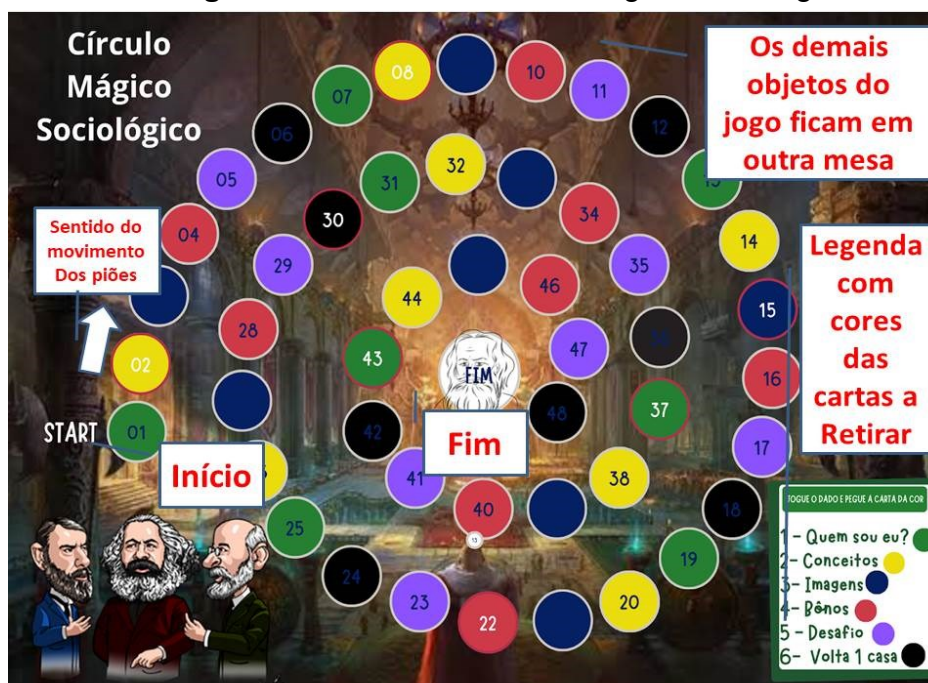 Círculo
Mágico
Sociológico
Os demais
objetos do
jogo ficam em
outra mesa
Sentido do
movimento
Dos piões
Legenda
com
cores
das
cartas a
Retirar
START
Início
Fim
FIM
01
02
04
05
06
07
08
10
11
12
14
15
16
17
18
19
20
22
23
24
25
28
29
30
31
32
34
35
37
38
40
41
42
43
44
46
47
48
JOGUE O DADO E PEGUE A CARTA DA COR
1 - Quem sou eu?
2- Conceitos
3- Imagens
4- Bônos
5 - Desafio
6- Volta 1 casa